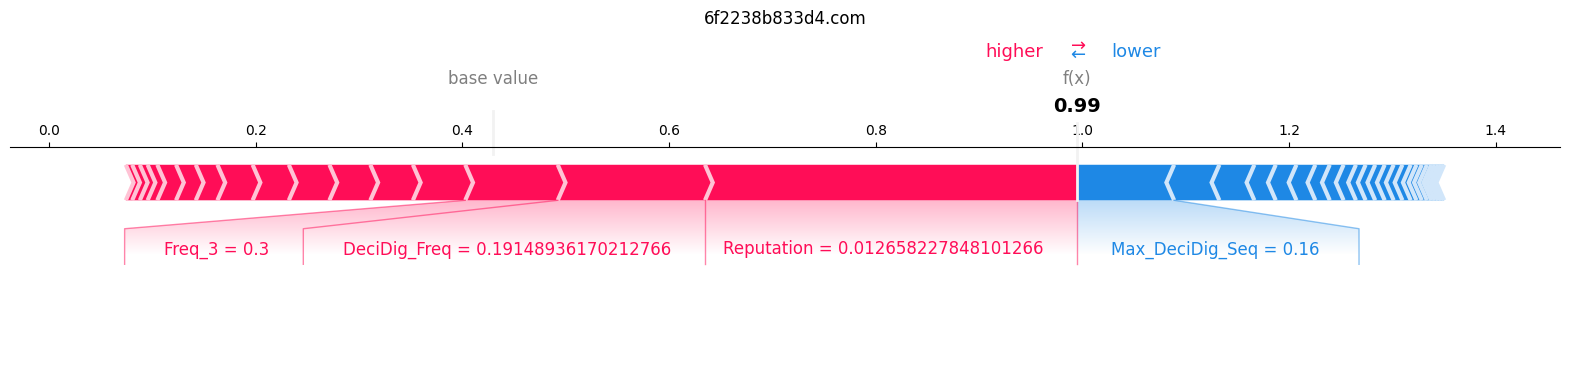 6f2238b833d4.com
higher ⇄ lower
base value f(x)
0.99
0.0 0.2 0.4 0.6 0.8 1.0 1.2 1.4
Freq_3 = 0.3 DeciDig_Freq = 0.19148936170212766 Reputation = 0.012658227848101266 Max_DeciDig_Seq = 0.16